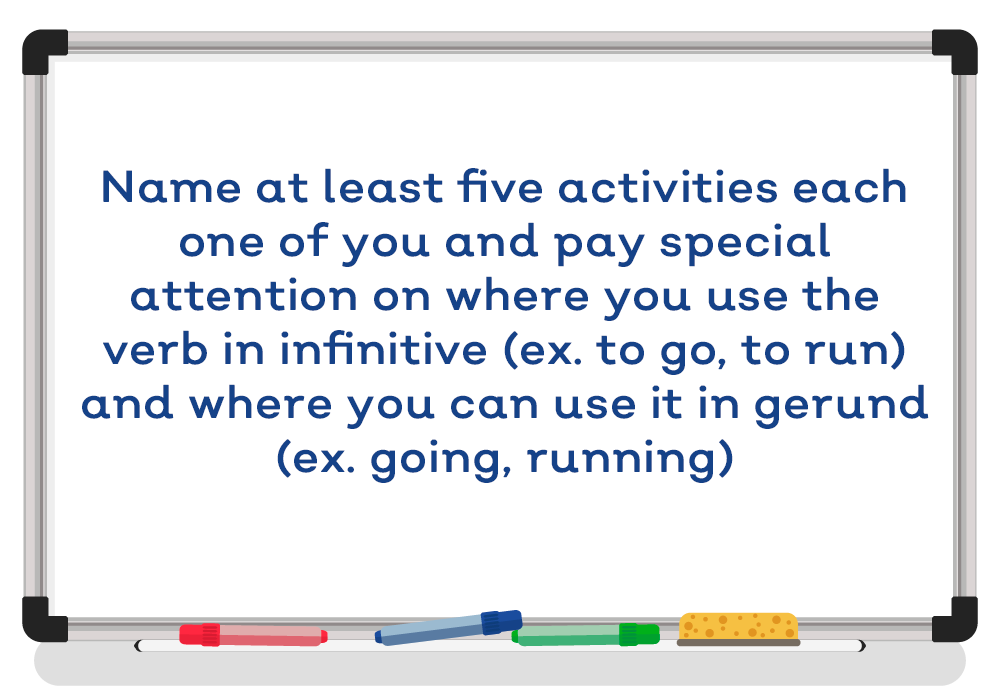 Name at least five activities each
one of you and pay special
attention on where you use the
verb in infinitive (ex. to go, to run)
and where you can use it in gerund
(ex. going, running)